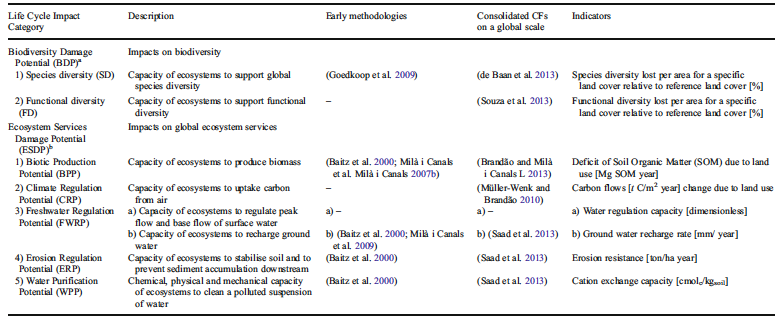 Life Cycle Impact Category | Description | Early methodologies | Consolidated CFs on a global scale | Indicators
Biodiversity Damage Potential (BDP)a | Impacts on biodiversity
1) Species diversity (SD) | Capacity of ecosystems to support global species diversity | (Goedkoop et al. 2009) | (de Baan et al. 2013) | Species diversity lost per area for a specific land cover relative to reference land cover [%]
2) Functional diversity (FD) | Capacity of ecosystems to support functional diversity | – | (Souza et al. 2013) | Functional diversity lost per area for a specific land cover relative to reference land cover [%]
Ecosystem Services Damage Potential (ESDP)b | Impacts on global ecosystem services
1) Biotic Production Potential (BPP) | Capacity of ecosystems to produce biomass | (Baitz et al. 2000; Milà i Canals et al. Milà i Canals 2007b) | (Brandão and Milà i Canals L 2013) | Deficit of Soil Organic Matter (SOM) due to land use [Mg SOM year]
2) Climate Regulation Potential (CRP) | Capacity of ecosystems to uptake carbon from air | – | (Müller-Wenk and Brandão 2010) | Carbon flows [t C/m2 year] change due to land use
3) Freshwater Regulation Potential (FWRP) | a) Capacity of ecosystems to regulate peak flow and base flow of surface water | a) – | a) – | a) Water regulation capacity [dimensionless]
b) Capacity of ecosystems to recharge ground water | b) (Baitz et al. 2000; Milà i Canals et al. 2009) | b) (Saad et al. 2013) | b) Ground water recharge rate [mm/ year]
4) Erosion Regulation Potential (ERP) | Capacity of ecosystems to stabilise soil and to prevent sediment accumulation downstream | (Baitz et al. 2000) | (Saad et al. 2013) | Erosion resistance [ton/ha year]
5) Water Purification Potential (WPP) | Chemical, physical and mechanical capacity of ecosystems to clean a polluted suspension of water | (Baitz et al. 2000) | (Saad et al. 2013) | Cation exchange capacity [cmolc/kgsoil]